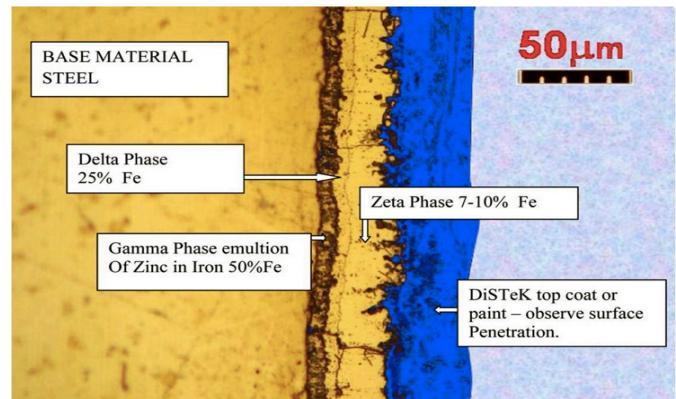 BASE MATERIAL
STEEL
50μm
Delta Phase
25% Fe
Zeta Phase 7-10% Fe
Gamma Phase emultion
Of Zinc in Iron 50%Fe
DiSTeK top coat or
paint – observe surface
Penetration.